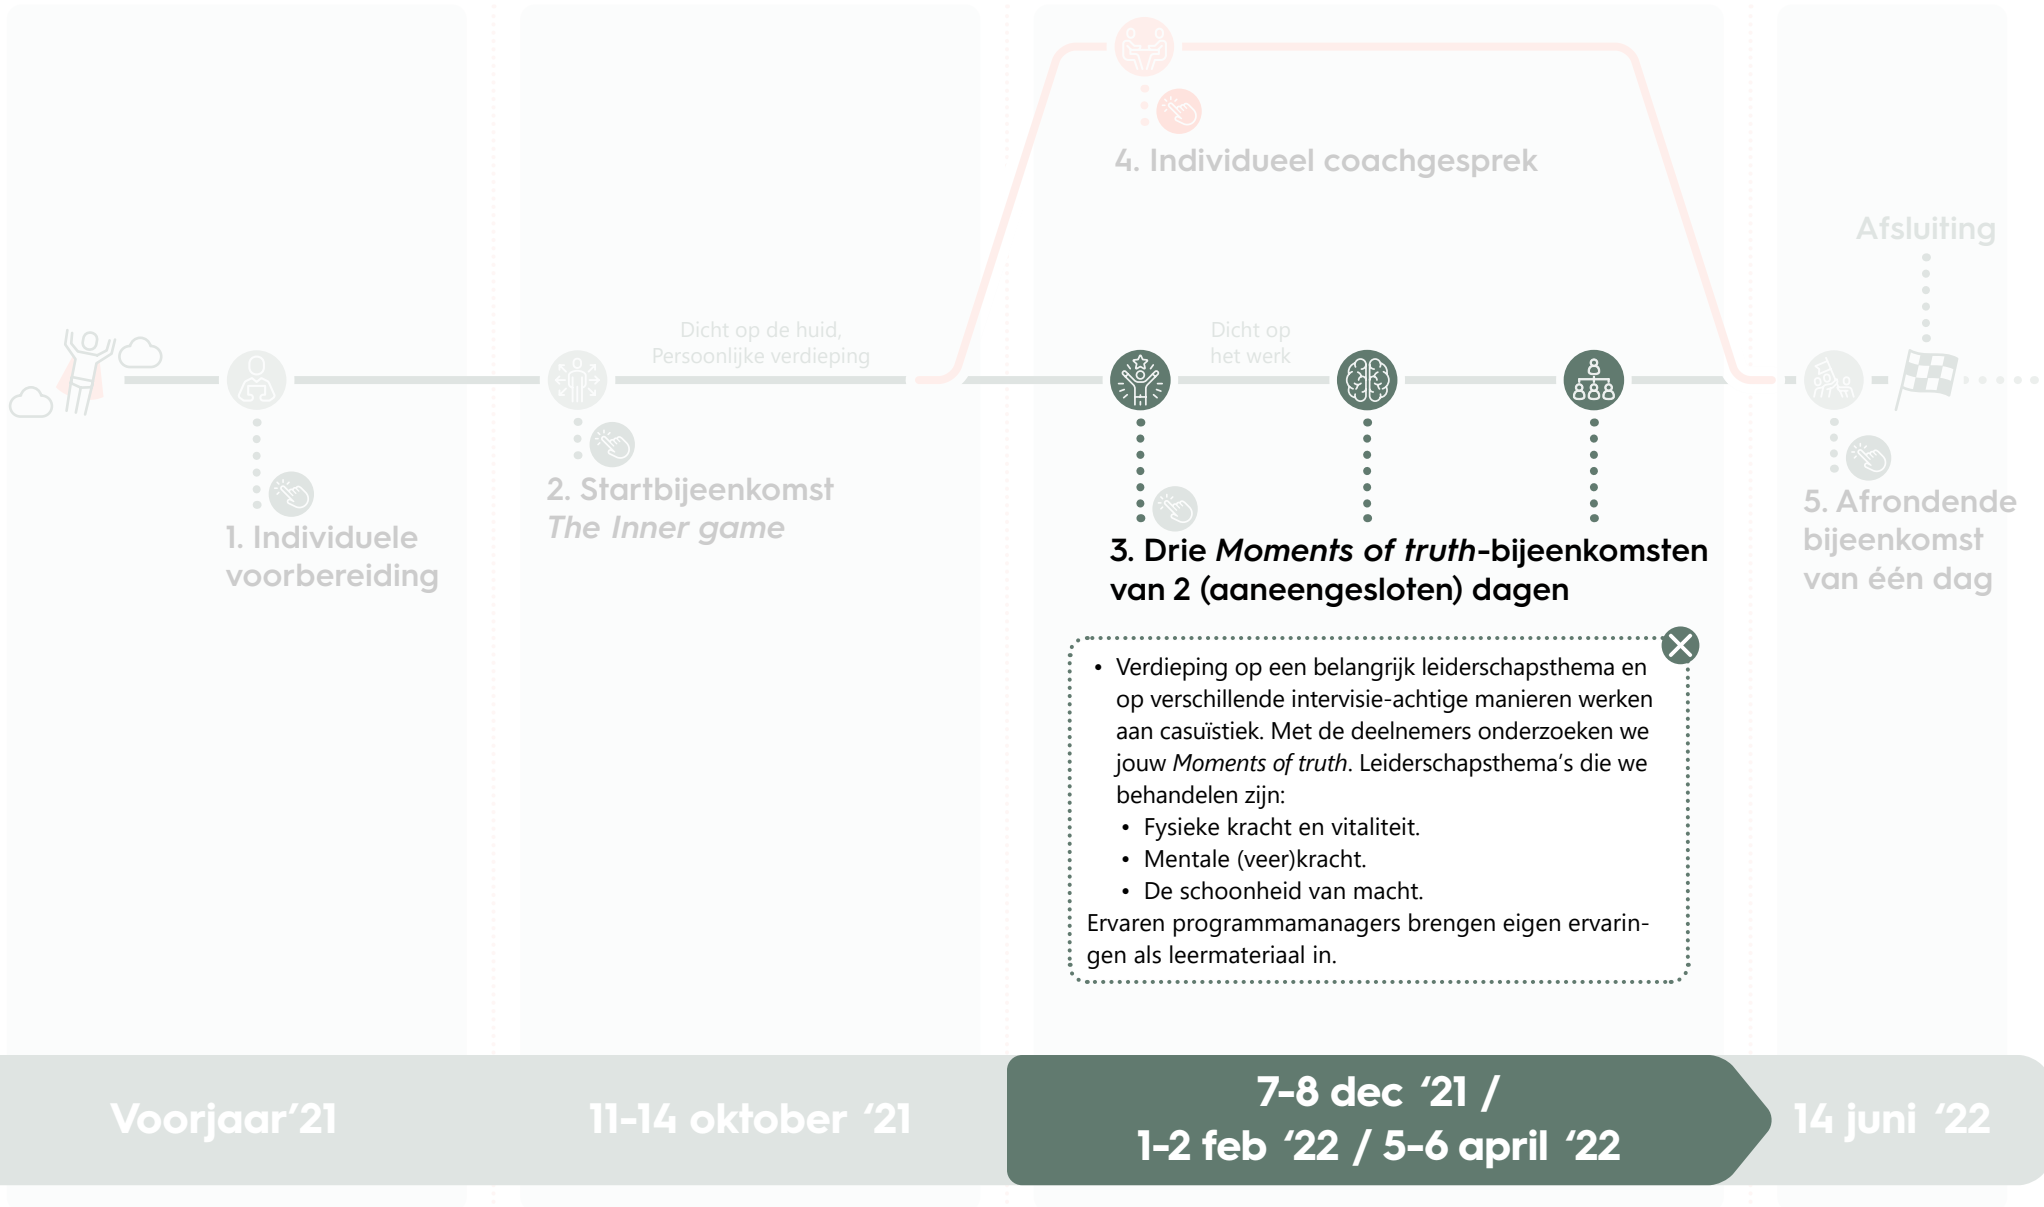 4. Individueel coachgesprek
Afsluiting
Dicht op de huid,
Persoonlijke verdieping
Dicht op
het werk
1. Individuele
voorbereiding
2. Startbijeenkomst
The Inner game
3. Drie Moments of truth-bijeenkomsten
van 2 (aaneengesloten) dagen
5. Afrondende
bijeenkomst
van één dag
• Verdieping op een belangrijk leiderschapsthema en
op verschillende intervisie-achtige manieren werken
aan casuïstiek. Met de deelnemers onderzoeken we
jouw Moments of truth. Leiderschapsthema’s die we
behandelen zijn:
• Fysieke kracht en vitaliteit.
• Mentale (veer)kracht.
• De schoonheid van macht.
Ervaren programmamanagers brengen eigen ervarin-
gen als leermateriaal in.
Voorjaar’21
11-14 oktober ‘21
7-8 dec ‘21 /
1-2 feb ‘22 / 5-6 april ‘22
14 juni ‘22